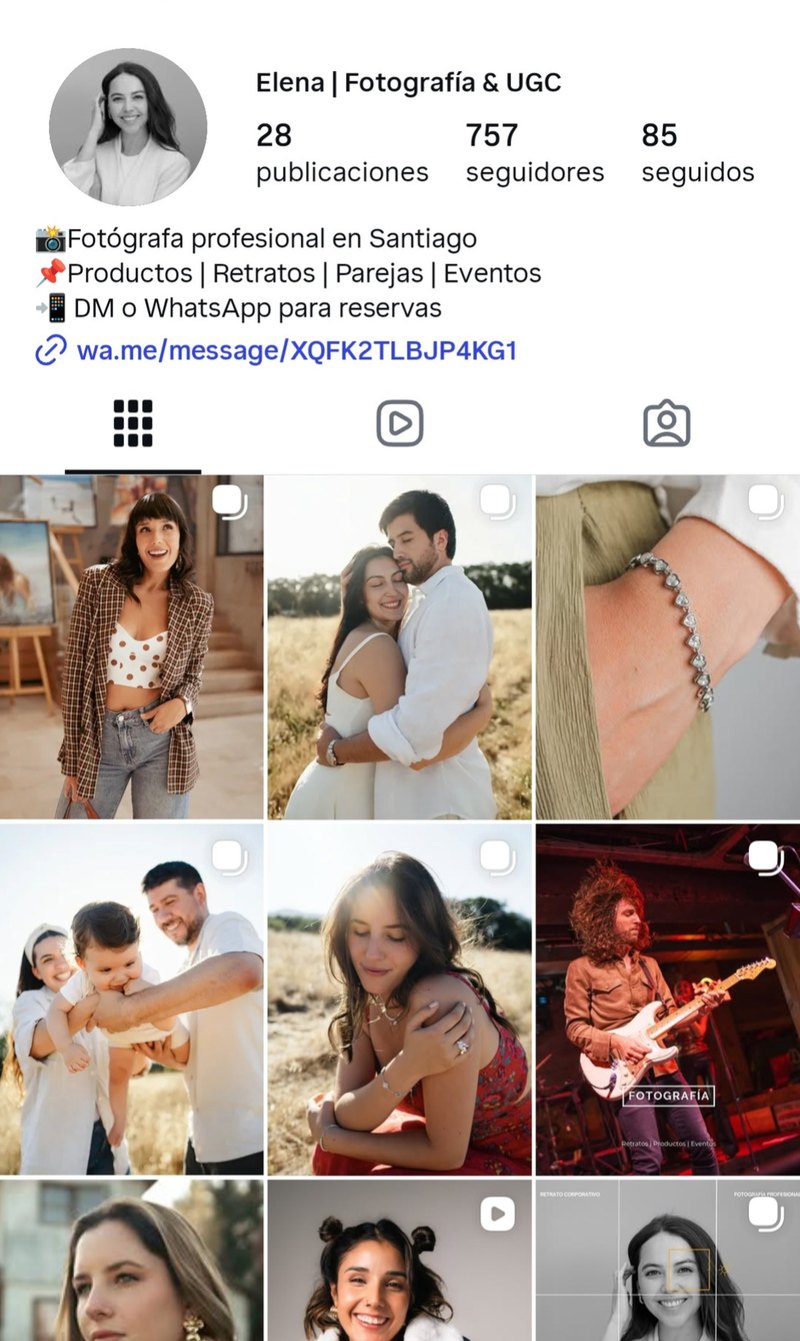 Elena | Fotografía & UGC
28
publicaciones
757
seguidores
85
seguidos
📸Fotógrafa profesional en Santiago
📌Productos | Retratos | Parejas | Eventos
📲 DM o WhatsApp para reservas
wa.me/message/XQFK2TLBJP4KG1
FOTOGRAFÍA
Retratos | Productos | Eventos
RETRATO CORPORATIVO
FOTOGRAFÍA PROFESIONAL